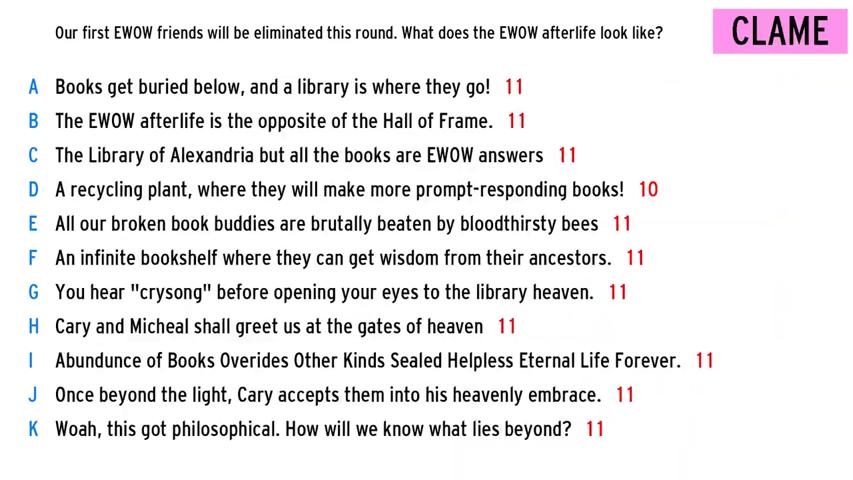 Our first EWOW friends will be eliminated this round. What does the EWOW afterlife look like?
CLAME
A Books get buried below, and a library is where they go! 11
B The EWOW afterlife is the opposite of the Hall of Frame. 11
C The Library of Alexandria but all the books are EWOW answers 11
D A recycling plant, where they will make more prompt-responding books! 10
E All our broken book buddies are brutally beaten by bloodthirsty bees 11
F An infinite bookshelf where they can get wisdom from their ancestors. 11
G You hear "crysong" before opening your eyes to the library heaven. 11
H Cary and Micheal shall greet us at the gates of heaven 11
I Abundunce of Books Overides Other Kinds Sealed Helpless Eternal Life Forever. 11
J Once beyond the light, Cary accepts them into his heavenly embrace. 11
K Woah, this got philosophical. How will we know what lies beyond? 11